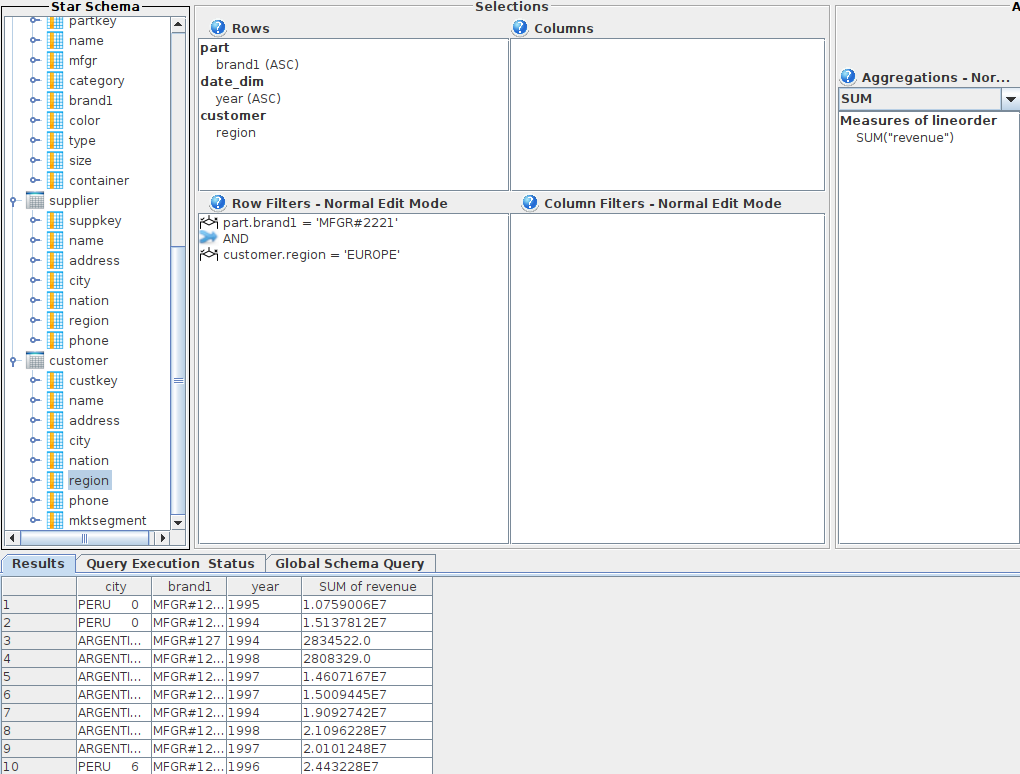 Star Schema
partkey
name
mfgr
category
brand1
color
type
size
container
supplier
suppkey
name
address
city
nation
region
phone
customer
custkey
name
address
city
nation
region
phone
mktsegment
Selections
Rows
part
brand1 (ASC)
date_dim
year (ASC)
customer
region
Columns
Row Filters - Normal Edit Mode
part.brand1 = 'MFGR#2221'
AND
customer.region = 'EUROPE'
Column Filters - Normal Edit Mode
A
Aggregations - Nor...
SUM
Measures of lineorder
SUM("revenue")
Results Query Execution Status Global Schema Query
city brand1 year SUM of revenue
1 PERU 0 MFGR#12... 1995 1.0759006E7
2 PERU 0 MFGR#12... 1994 1.5137812E7
3 ARGENTI... MFGR#127 1994 2834522.0
4 ARGENTI... MFGR#12... 1998 2808329.0
5 ARGENTI... MFGR#12... 1997 1.4607167E7
6 ARGENTI... MFGR#12... 1997 1.5009445E7
7 ARGENTI... MFGR#12... 1994 1.9092742E7
8 ARGENTI... MFGR#12... 1998 2.1096228E7
9 ARGENTI... MFGR#12... 1997 2.0101248E7
10 PERU 6 MFGR#12... 1996 2.443228E7